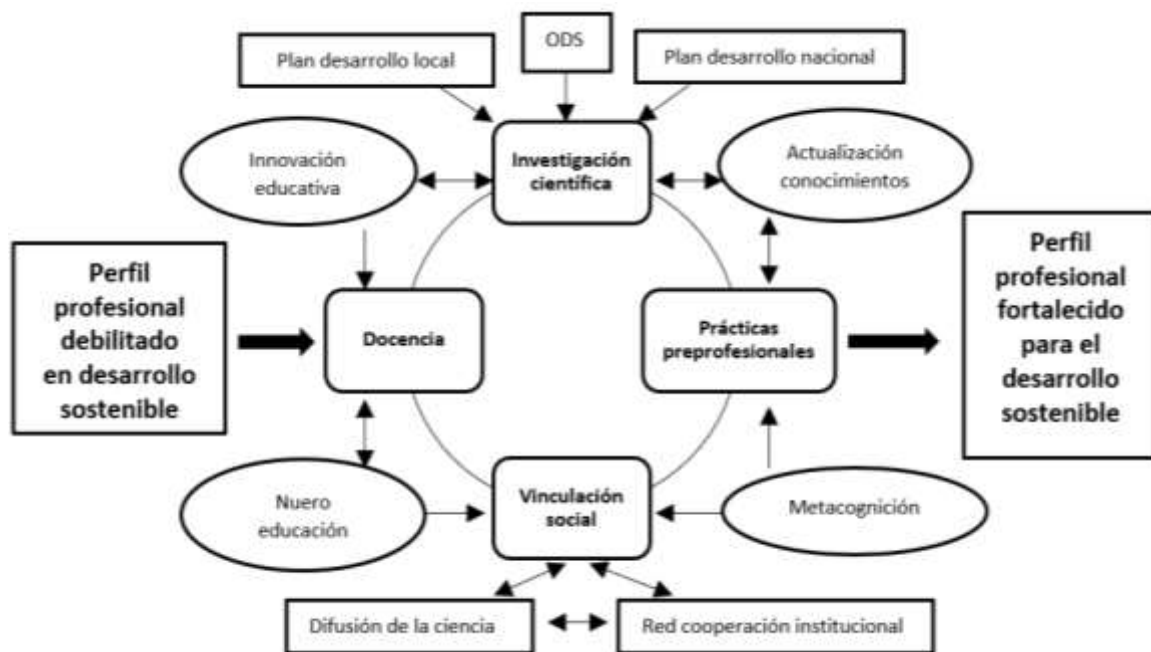 ODS
Plan desarrollo local
Plan desarrollo nacional
Innovación
educativa
Investigación
científica
Actualización
conocimientos
Perfil
profesional
debilitado
en desarrollo
sostenible
Docencia
Prácticas
preprofesionales
Perfil
profesional
fortalecido
para el
desarrollo
sostenible
Nuero
educación
Vinculación
social
Metacognición
Difusión de la ciencia
Red cooperación institucional